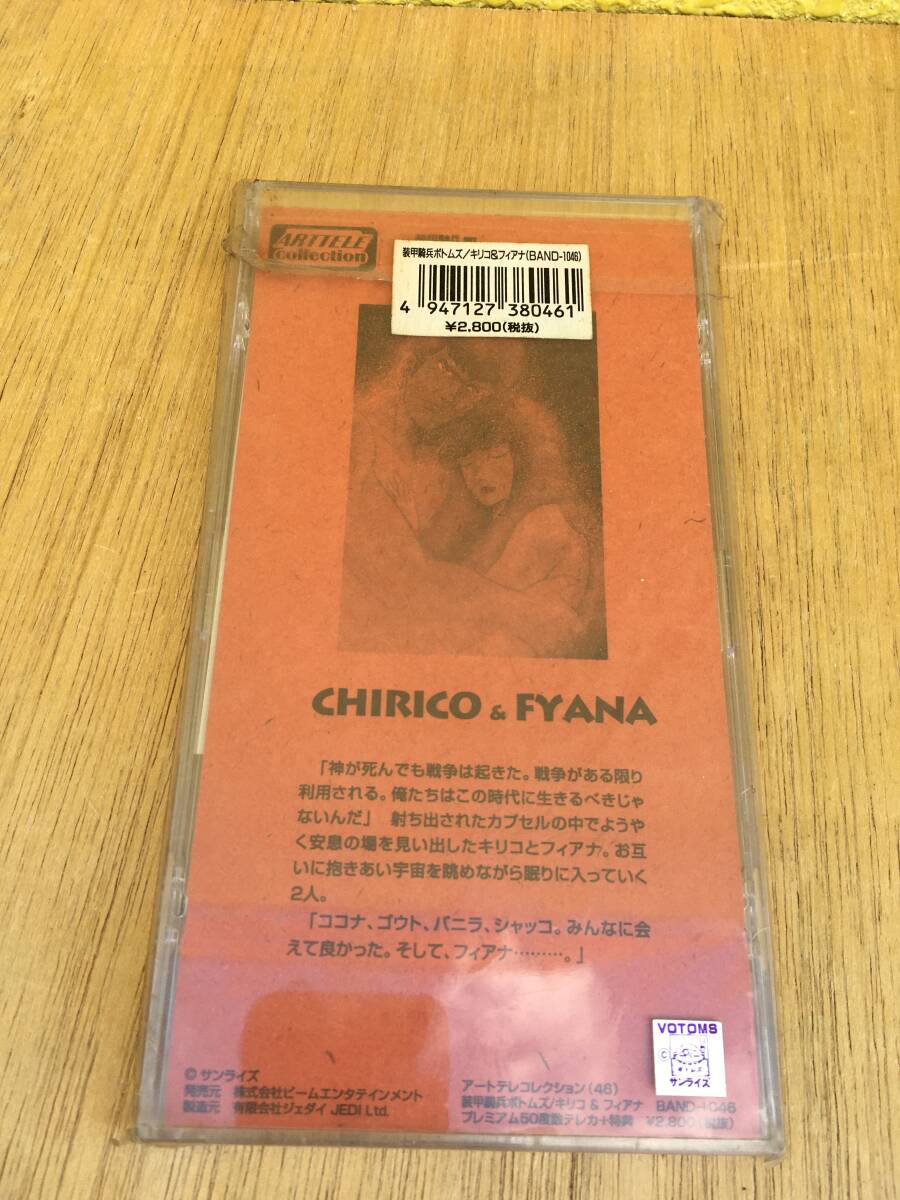 ARTTELE
collection
装甲騎兵ボトムズ/キリコ&フィアナ(BAND-1046)
4 947127 380461
¥2,800(税抜)
CHIRICO & FYANA
「神が死んでも戦争は起きた。戦争がある限り
利用される。俺たちはこの時代に生きるべきじゃ
ないんだ」 射ち出されたカプセルの中でようや
く安息の場を見い出したキリコとフィアナ。お互
いに抱きあい宇宙を眺めながら眠りに入っていく
2人。
「ココナ、ゴウト、バニラ、シャッコ。みんなに会
えて良かった。そして、フィアナ………。」
VOTOMS
©
ボトムズ
サンライズ
© サンライズ
発売元 株式会社ビームエンタテインメント
製造元 有限会社ジェダイ JEDI Ltd.
アートテレコレクション(46)
装甲騎兵ボトムズ/キリコ & フィアナ BAND-1046
プレミアム50度数テレカ+特典 ¥2,800(税抜)